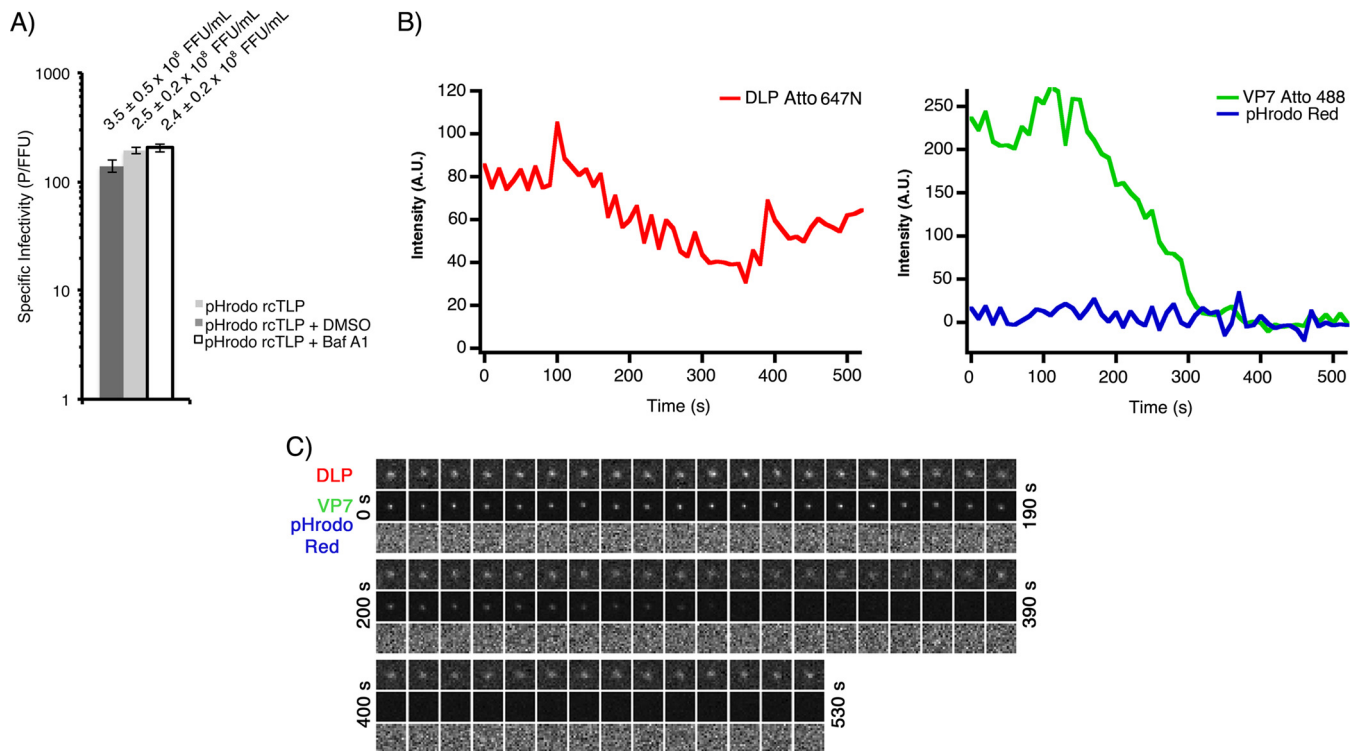 A)
3.5 ± 0.5 x 10⁸ FFU/mL
2.5 ± 0.2 x 10⁸ FFU/mL
2.4 ± 0.2 x 10⁸ FFU/mL
Specific Infectivity (P/FFU)
1000
100
10
1
pHrodo rcTLP
pHrodo rcTLP + DMSO
pHrodo rcTLP + Baf A1
B)
DLP Atto 647N
Intensity (A.U.)
120
100
80
60
40
20
0
0 100 200 300 400 500
Time (s)
VP7 Atto 488
pHrodo Red
Intensity (A.U.)
250
200
150
250
50
0
0 100 200 300 400 500
Time (s)
C)
DLP
VP7
pHrodo
Red
0 s
190 s
200 s
390 s
400 s
530 s